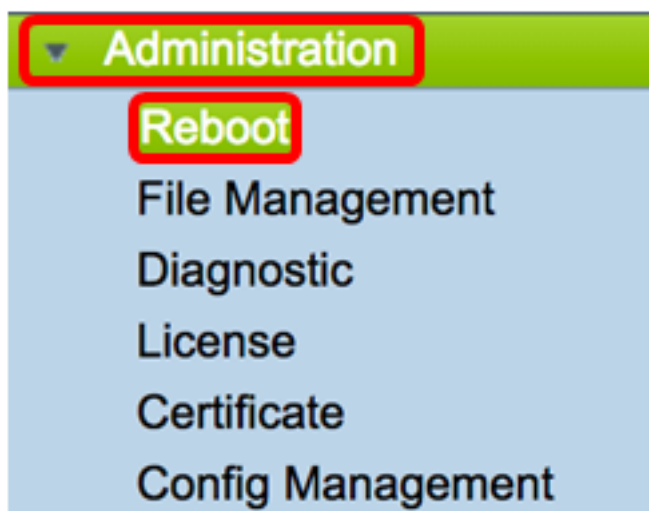 Administration
Reboot
File Management
Diagnostic
License
Certificate
Config Management